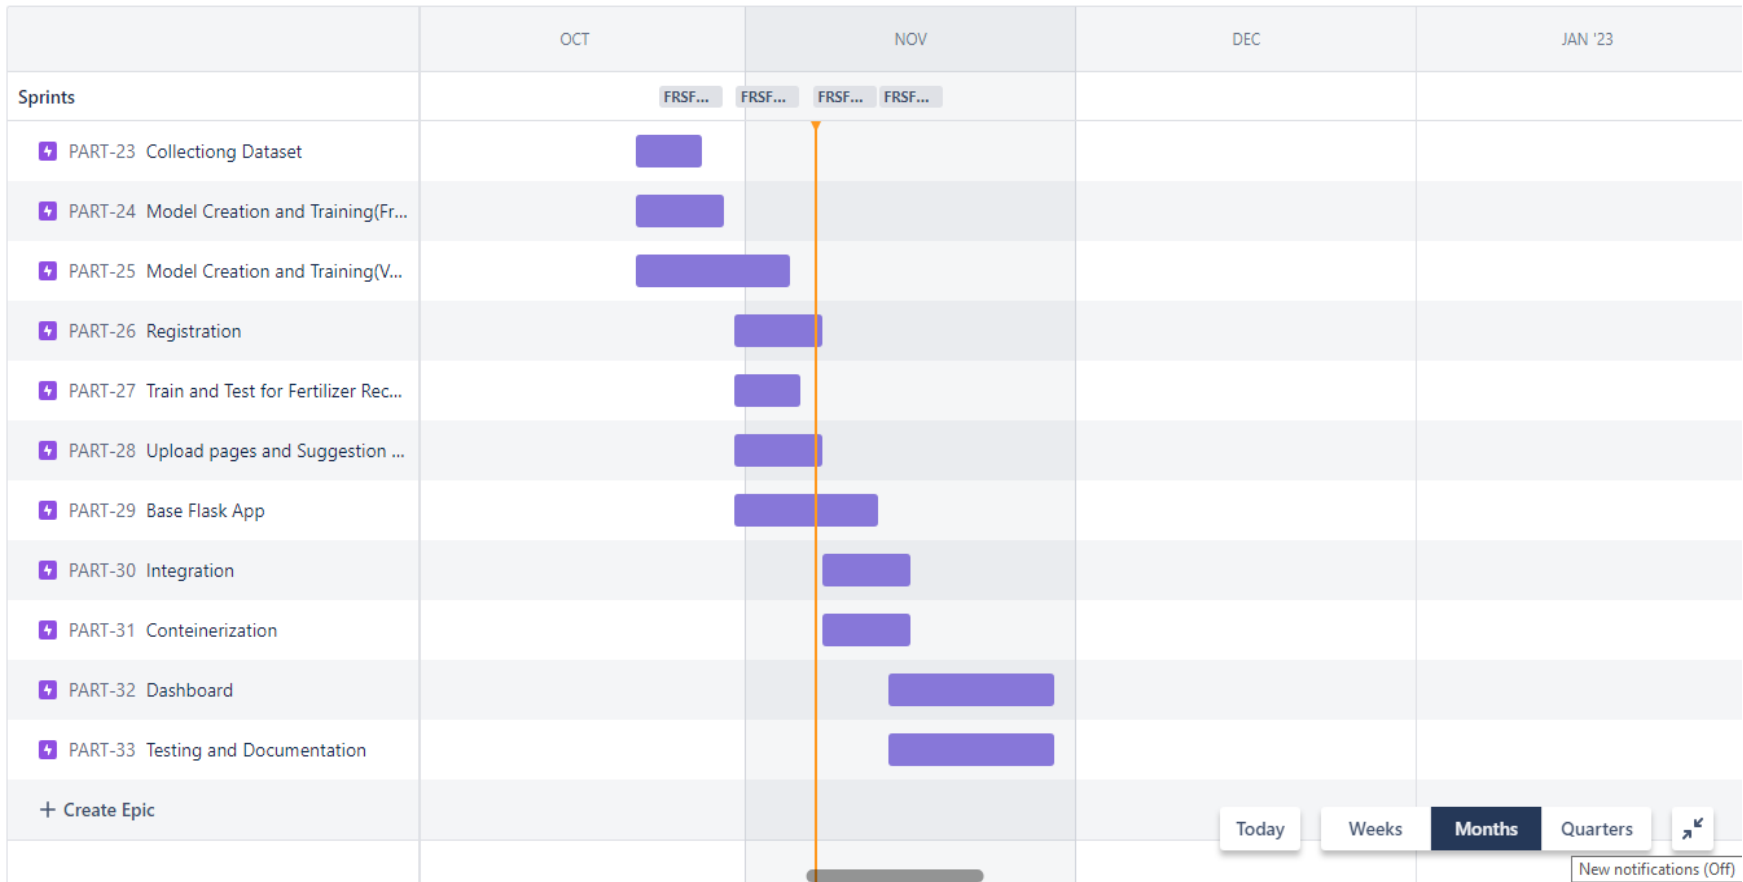 OCT NOV DEC JAN '23
Sprints FRSF... FRSF... FRSF... FRSF...
PART-23 Collectiong Dataset
PART-24 Model Creation and Training(Fr...
PART-25 Model Creation and Training(V...
PART-26 Registration
PART-27 Train and Test for Fertilizer Rec...
PART-28 Upload pages and Suggestion ...
PART-29 Base Flask App
PART-30 Integration
PART-31 Conteinerization
PART-32 Dashboard
PART-33 Testing and Documentation
+ Create Epic
Today Weeks Months Quarters
New notifications (Off)